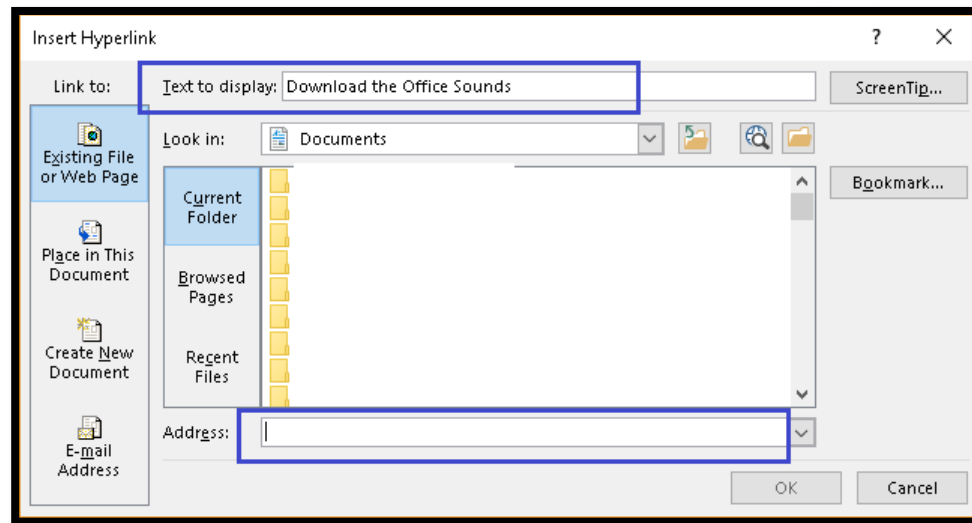 Insert Hyperlink
?
Link to:
Text to display: Download the Office Sounds
ScreenTip...
Existing File
or Web Page
Look in: Documents
Bookmark...
Current
Folder
Place in This
Document
Browsed
Pages
Create New
Document
Recent
Files
E-mail
Address
Address:
OK
Cancel